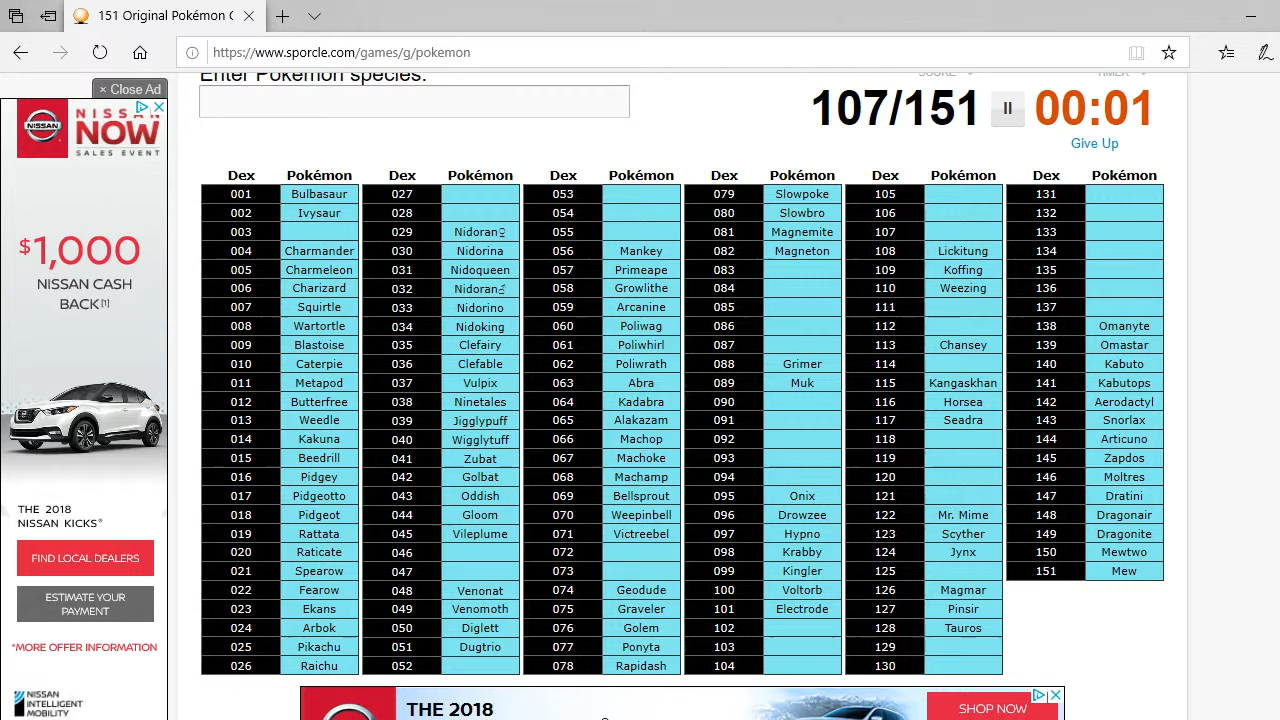 151 Original Pokémon
https://www.sporcle.com/games/g/pokemon
Enter Pokemon species:
SCORE
TIMER
107/151
00:01
Give Up
× Close Ad
NISSAN
NISSAN
NOW
SALES EVENT
$1,000
NISSAN CASH
BACK[1]
THE 2018
NISSAN KICKS®
FIND LOCAL DEALERS
ESTIMATE YOUR
PAYMENT
*MORE OFFER INFORMATION
NISSAN
INTELLIGENT
MOBILITY
Dex Pokémon Dex Pokémon Dex Pokémon Dex Pokémon Dex Pokémon Dex Pokémon
001 Bulbasaur 027 053 079 Slowpoke 105 131
002 Ivysaur 028 054 080 Slowbro 106 132
003 029 Nidoran♀ 055 081 Magnemite 107 133
004 Charmander 030 Nidorina 056 Mankey 082 Magneton 108 Lickitung 134
005 Charmeleon 031 Nidoqueen 057 Primeape 083 109 Koffing 135
006 Charizard 032 Nidoran♂ 058 Growlithe 084 110 Weezing 136
007 Squirtle 033 Nidorino 059 Arcanine 085 111 137
008 Wartortle 034 Nidoking 060 Poliwag 086 112 138 Omanyte
009 Blastoise 035 Clefairy 061 Poliwhirl 087 113 Chansey 139 Omastar
010 Caterpie 036 Clefable 062 Poliwrath 088 Grimer 114 140 Kabuto
011 Metapod 037 Vulpix 063 Abra 089 Muk 115 Kangaskhan 141 Kabutops
012 Butterfree 038 Ninetales 064 Kadabra 090 116 Horsea 142 Aerodactyl
013 Weedle 039 Jigglypuff 065 Alakazam 091 117 Seadra 143 Snorlax
014 Kakuna 040 Wigglytuff 066 Machop 092 118 144 Articuno
015 Beedrill 041 Zubat 067 Machoke 093 119 145 Zapdos
016 Pidgey 042 Golbat 068 Machamp 094 120 146 Moltres
017 Pidgeotto 043 Oddish 069 Bellsprout 095 Onix 121 147 Dratini
018 Pidgeot 044 Gloom 070 Weepinbell 096 Drowzee 122 Mr. Mime 148 Dragonair
019 Rattata 045 Vileplume 071 Victreebel 097 Hypno 123 Scyther 149 Dragonite
020 Raticate 046 072 098 Krabby 124 Jynx 150 Mewtwo
021 Spearow 047 073 099 Kingler 125 151 Mew
022 Fearow 048 Venonat 074 Geodude 100 Voltorb 126 Magmar
023 Ekans 049 Venomoth 075 Graveler 101 Electrode 127 Pinsir
024 Arbok 050 Diglett 076 Golem 102 128 Tauros
025 Pikachu 051 Dugtrio 077 Ponyta 103 129
026 Raichu 052 078 Rapidash 104 130
THE 2018
SHOP NOW